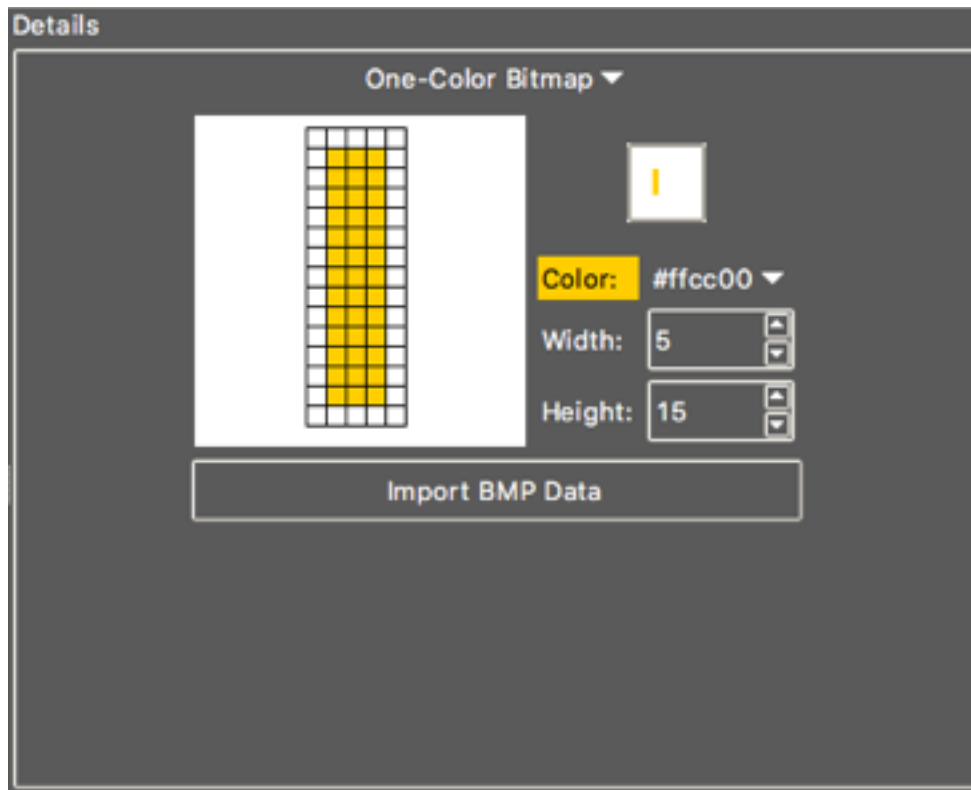 Details
One-Color Bitmap
Color: #ffcc00
Width: 5
Height: 15
Import BMP Data